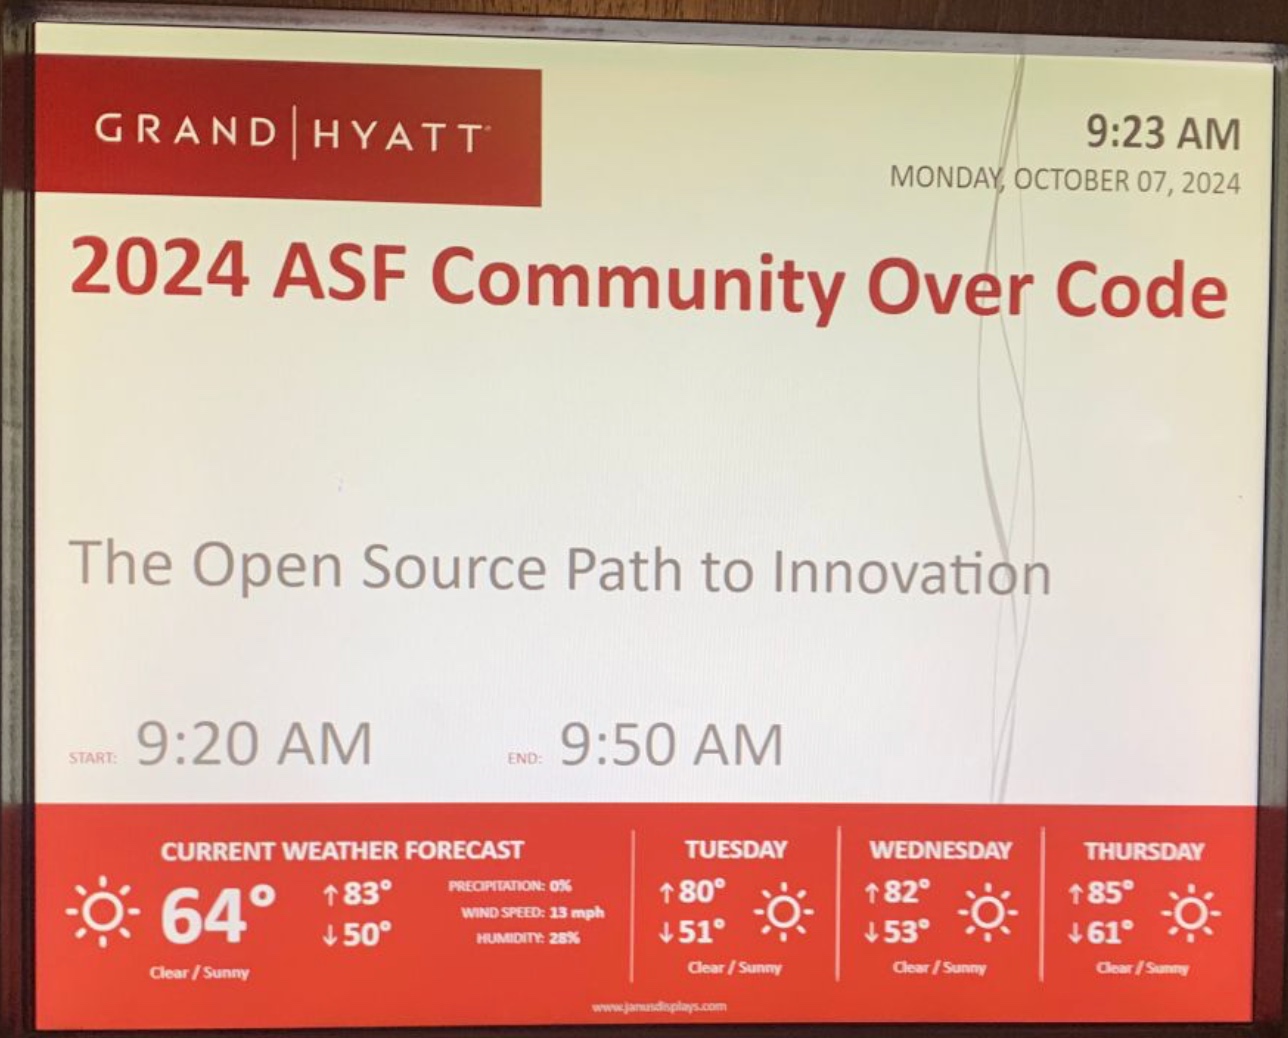 GRAND|HYATT
9:23 AM
MONDAY, OCTOBER 07, 2024
2024 ASF Community Over Code
The Open Source Path to Innovation
START: 9:20 AM END: 9:50 AM
CURRENT WEATHER FORECAST
64°
↑83°
↓50°
Clear / Sunny
PRECIPITATION: 0%
WIND SPEED: 13 mph
HUMIDITY: 28%
TUESDAY
↑80°
↓51°
Clear / Sunny
WEDNESDAY
↑82°
↓53°
Clear / Sunny
THURSDAY
↑85°
↓61°
Clear / Sunny
www.janusdisplays.com